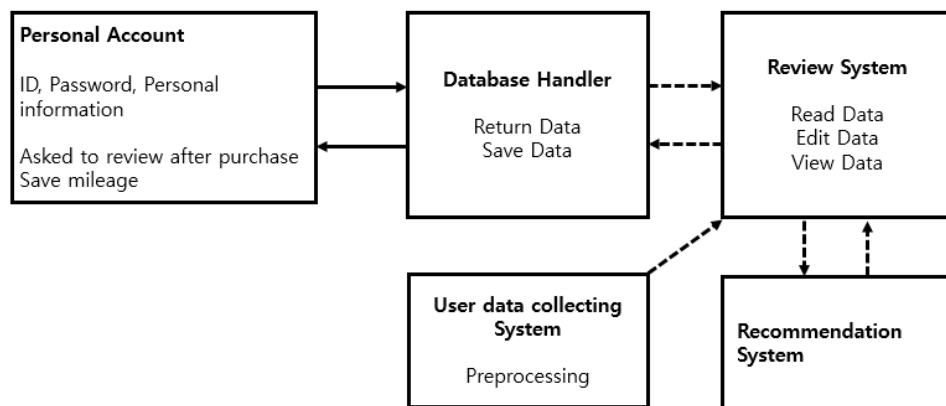 Personal Account
ID, Password, Personal
information
Asked to review after purchase
Save mileage
Database Handler
Return Data
Save Data
Review System
Read Data
Edit Data
View Data
User data collecting
System
Preprocessing
Recommendation
System